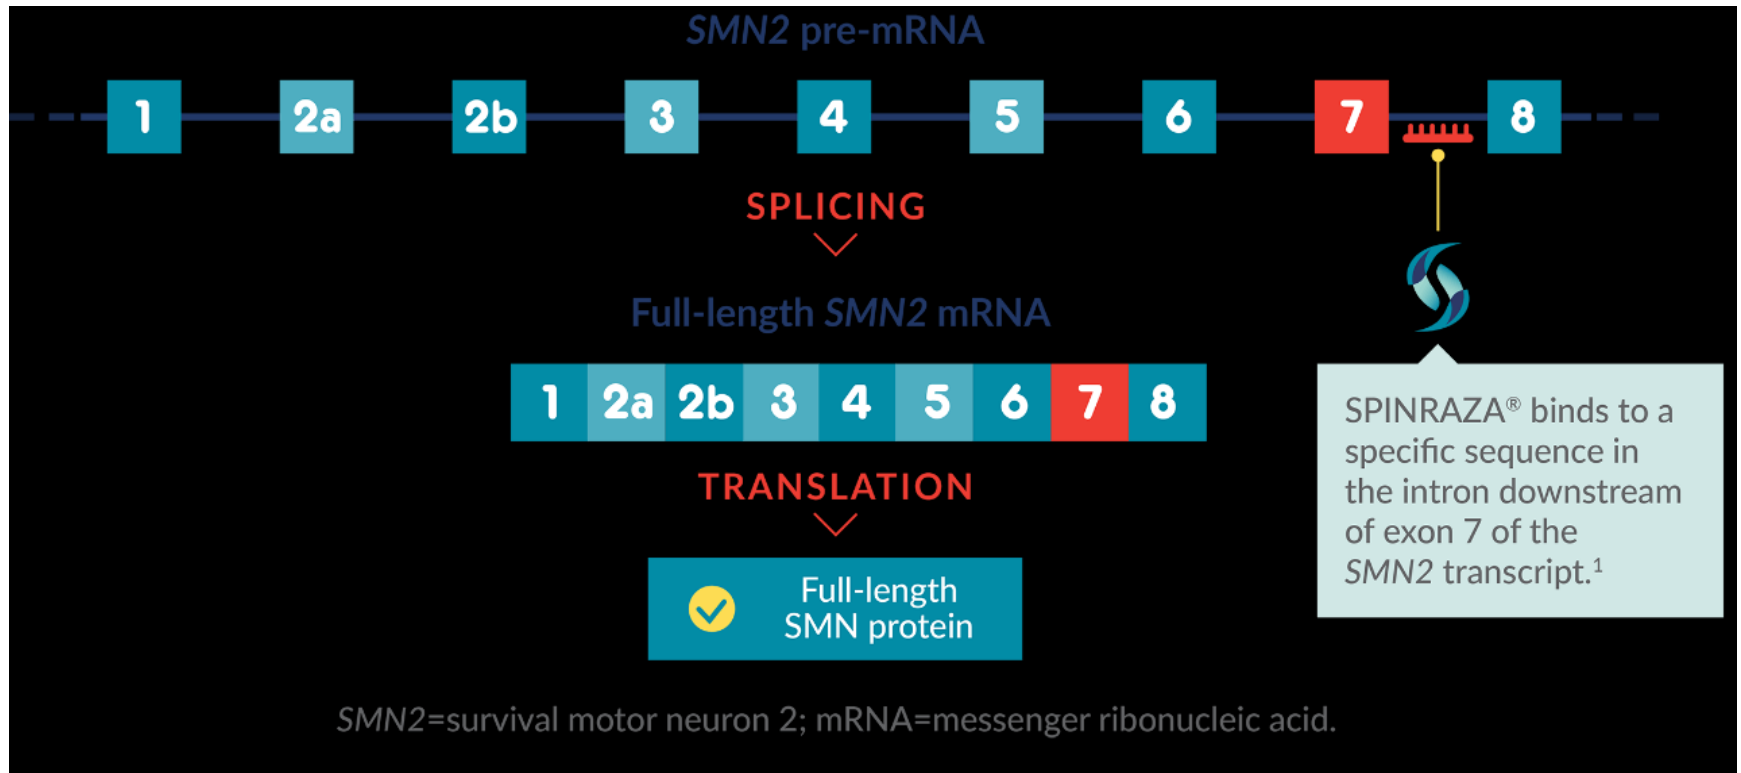 SMN2 pre-mRNA
1 2a 2b 3 4 5 6 7 8
SPLICING
Full-length SMN2 mRNA
1 2a 2b 3 4 5 6 7 8
TRANSLATION
Full-length
SMN protein
SPINRAZA® binds to a
specific sequence in
the intron downstream
of exon 7 of the
SMN2 transcript.¹
SMN2=survival motor neuron 2; mRNA=messenger ribonucleic acid.